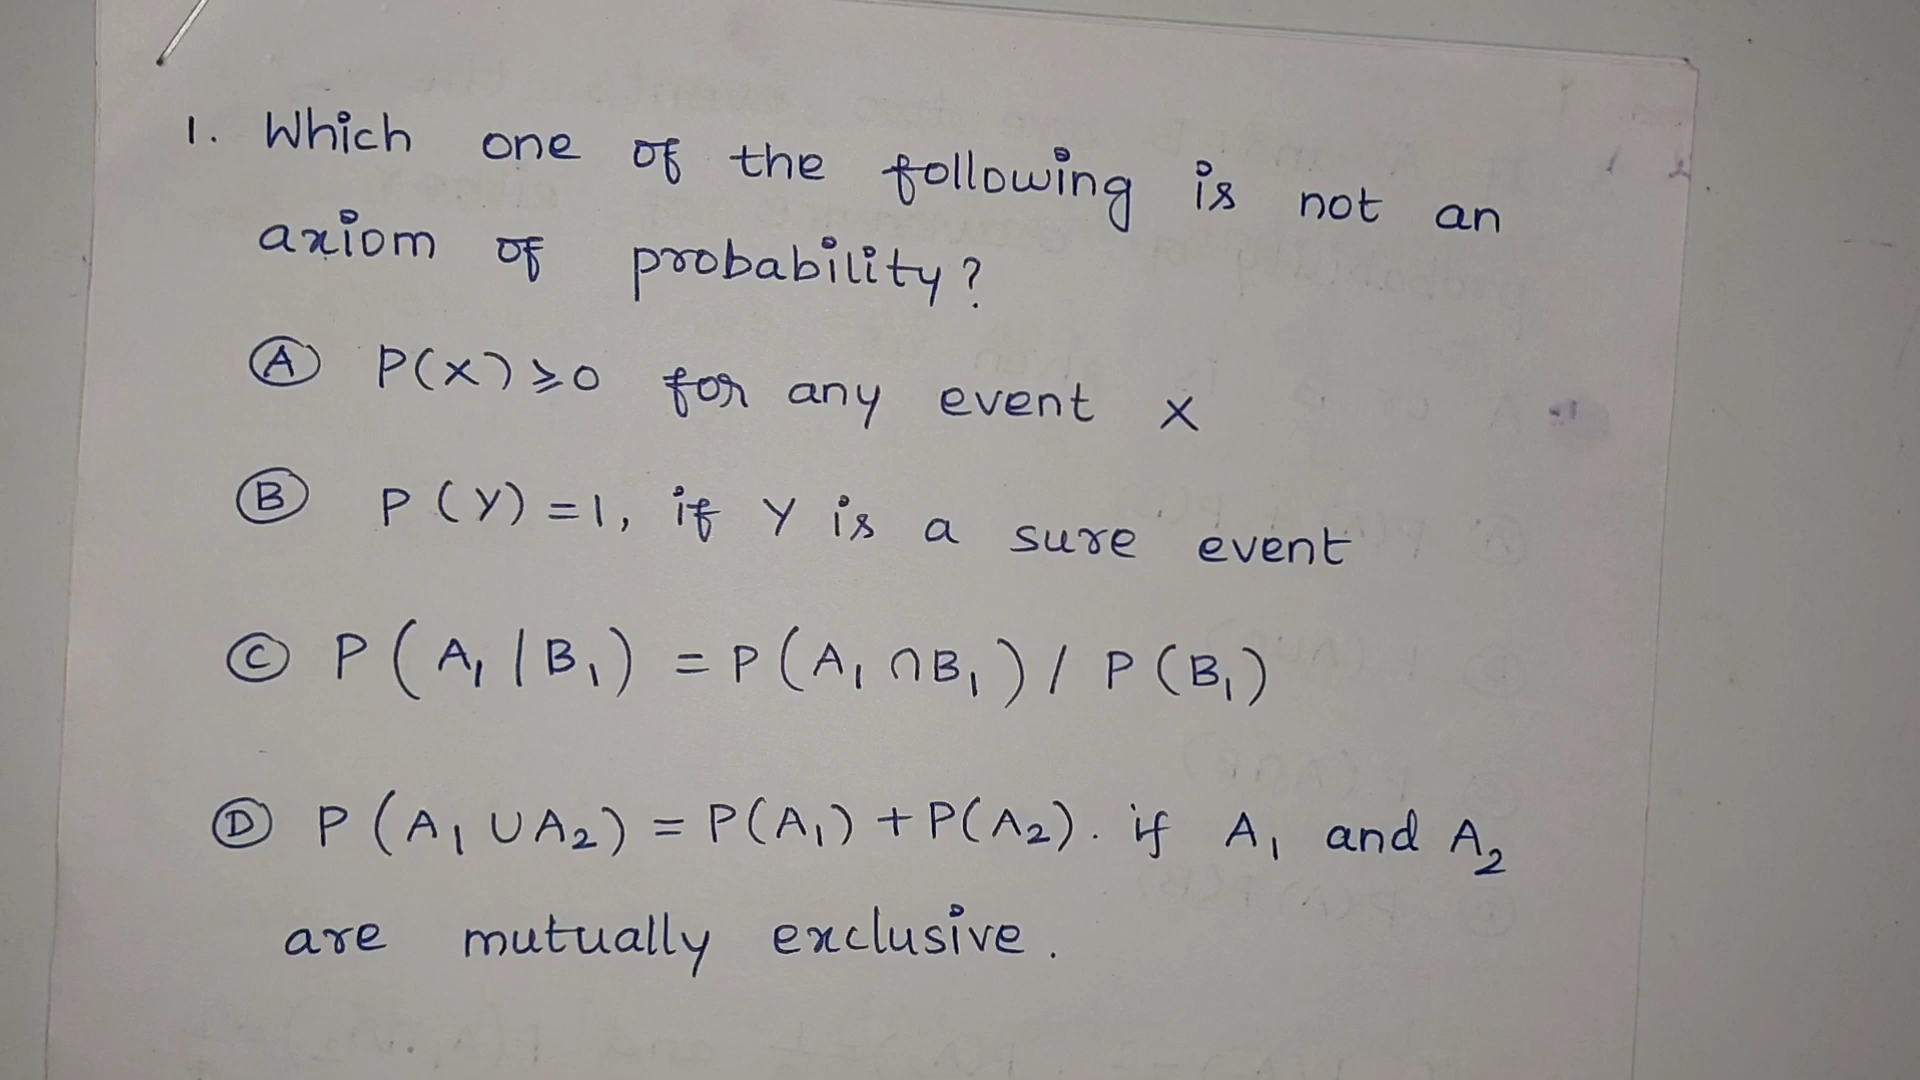 1. Which one of the following is not an
axiom of probability?
Ⓐ P(X) ⩾ 0 for any event X
Ⓑ P(Y) = 1, if Y is a sure event
Ⓒ P(A₁ | B₁) = P(A₁ ∩ B₁) / P(B₁)
Ⓓ P(A₁ ∪ A₂) = P(A₁) + P(A₂). if A₁ and A₂
are mutually exclusive.